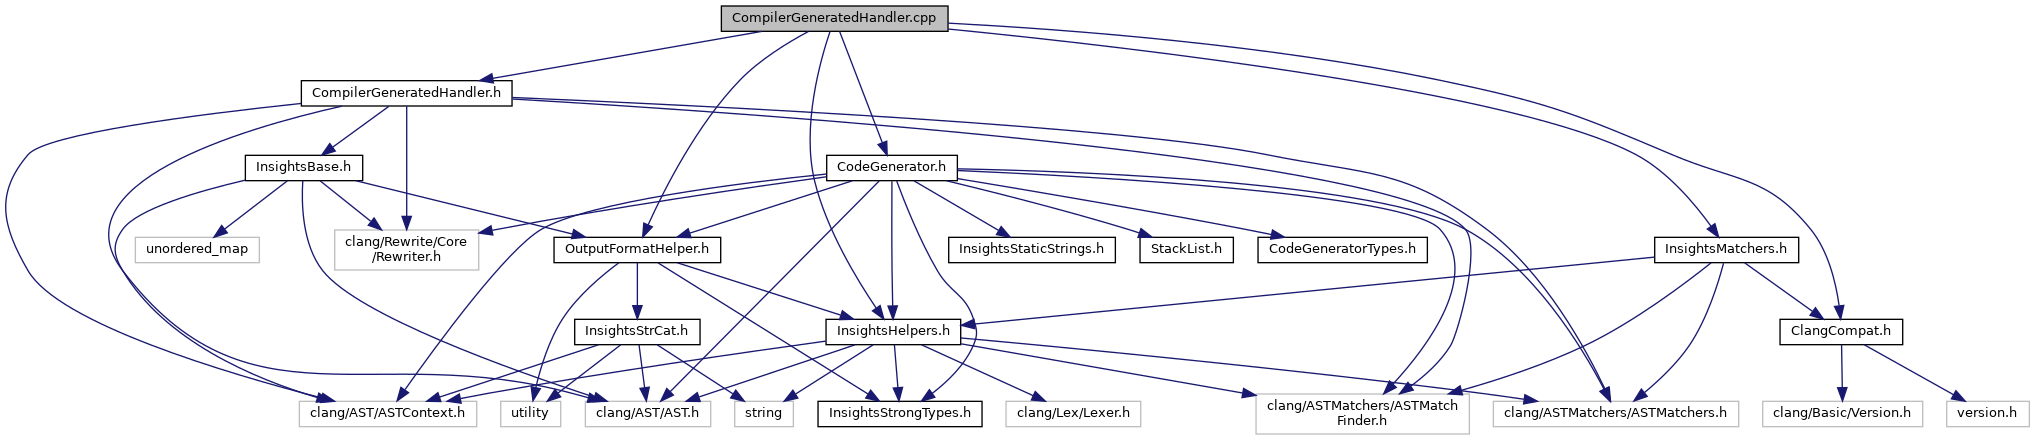 CompilerGeneratedHandler.cpp
CompilerGeneratedHandler.h
InsightsBase.h
CodeGenerator.h
unordered_map
clang/Rewrite/Core
/Rewriter.h
OutputFormatHelper.h
InsightsStaticStrings.h
StackList.h
CodeGeneratorTypes.h
InsightsMatchers.h
InsightsStrCat.h
InsightsHelpers.h
ClangCompat.h
clang/AST/ASTContext.h
utility
clang/AST/AST.h
string
InsightsStrongTypes.h
clang/Lex/Lexer.h
clang/ASTMatchers/ASTMatch
Finder.h
clang/ASTMatchers/ASTMatchers.h
clang/Basic/Version.h
version.h